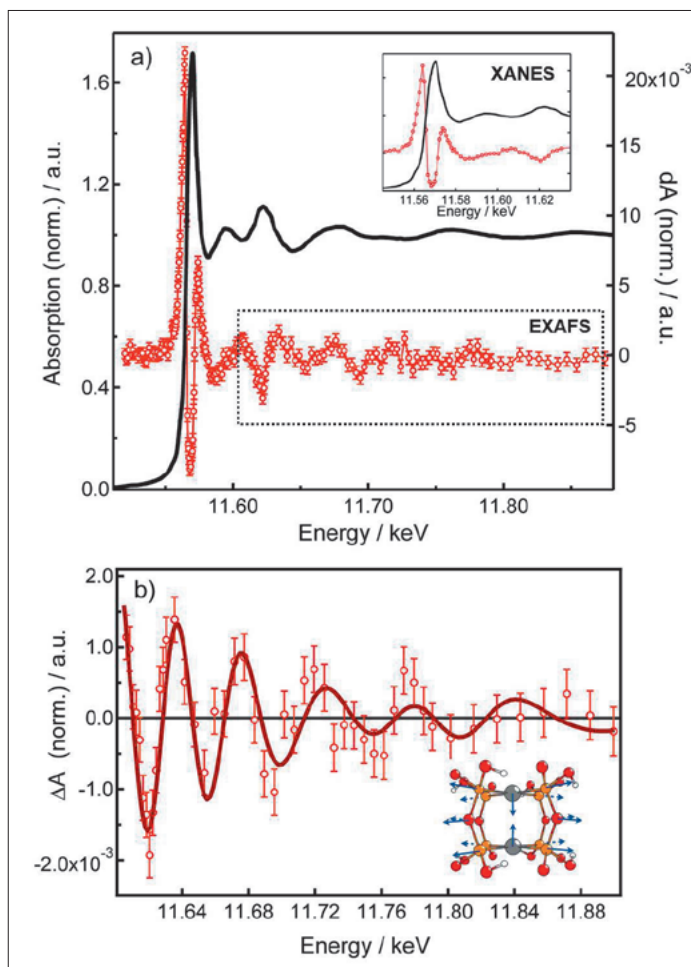 a)
XANES
11.56 11.58 11.60 11.62
Energy / keV
1.6
1.2
0.8
0.4
0.0
Absorption (norm.) / a.u.
20x10-3
15
10
5
0
-5
dA (norm.) / a.u.
EXAFS
11.60 11.70 11.80
Energy / keV
b)
2.0
1.0
0.0
-1.0
-2.0x10-3
ΔA (norm.) / a.u.
11.64 11.68 11.72 11.76 11.80 11.84 11.88
Energy / keV